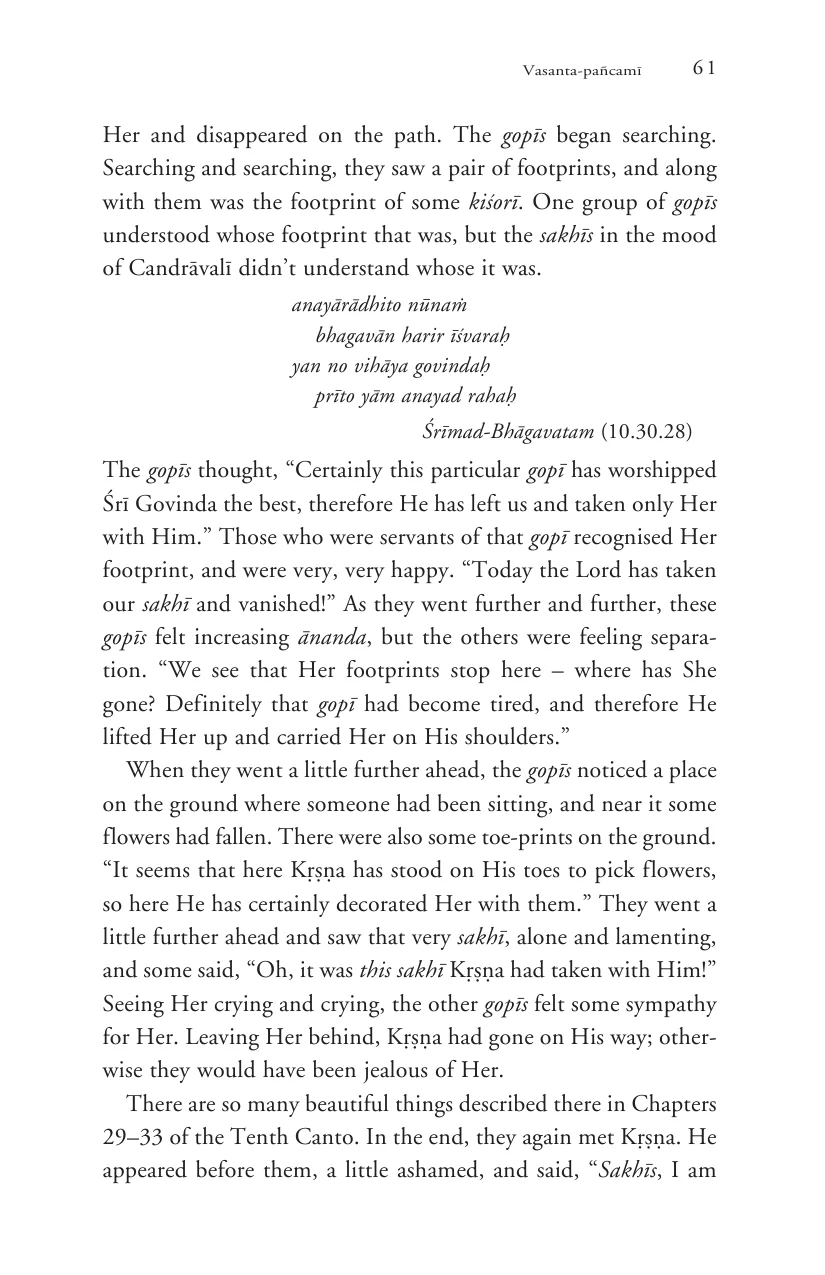 Vasanta-pañcamī 61
Her and disappeared on the path. The gopīs began searching.
Searching and searching, they saw a pair of footprints, and along
with them was the footprint of some kiśorī. One group of gopīs
understood whose footprint that was, but the sakhīs in the mood
of Candrāvalī didn’t understand whose it was.
anayārādhito nūnaṁ
bhagavān harir īśvaraḥ
yan no vihāya govindaḥ
prīto yām anayad rahaḥ
Śrīmad-Bhāgavatam (10.30.28)
The gopīs thought, “Certainly this particular gopī has worshipped
Śrī Govinda the best, therefore He has left us and taken only Her
with Him.” Those who were servants of that gopī recognised Her
footprint, and were very, very happy. “Today the Lord has taken
our sakhī and vanished!” As they went further and further, these
gopīs felt increasing ānanda, but the others were feeling separa-
tion. “We see that Her footprints stop here – where has She
gone? Definitely that gopī had become tired, and therefore He
lifted Her up and carried Her on His shoulders.”
When they went a little further ahead, the gopīs noticed a place
on the ground where someone had been sitting, and near it some
flowers had fallen. There were also some toe-prints on the ground.
“It seems that here Kṛṣṇa has stood on His toes to pick flowers,
so here He has certainly decorated Her with them.” They went a
little further ahead and saw that very sakhī, alone and lamenting,
and some said, “Oh, it was this sakhī Kṛṣṇa had taken with Him!”
Seeing Her crying and crying, the other gopīs felt some sympathy
for Her. Leaving Her behind, Kṛṣṇa had gone on His way; other-
wise they would have been jealous of Her.
There are so many beautiful things described there in Chapters
29–33 of the Tenth Canto. In the end, they again met Kṛṣṇa. He
appeared before them, a little ashamed, and said, “Sakhīs, I am